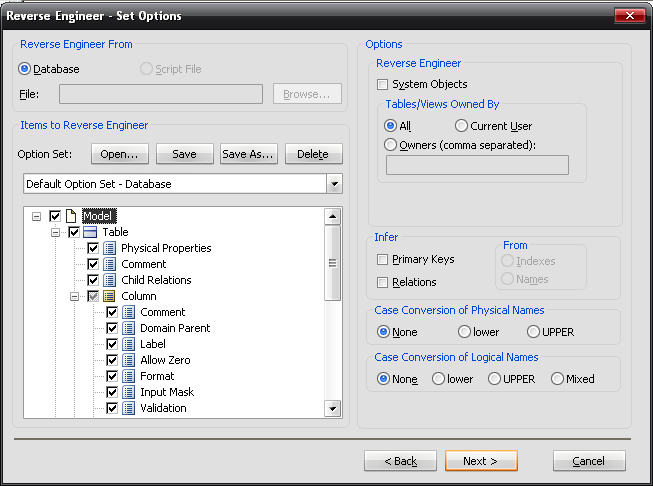 Reverse Engineer - Set Options
Reverse Engineer From
Database
Script File
File:
Browse...
Items to Reverse Engineer
Option Set:
Open...
Save
Save As...
Delete
Default Option Set - Database
Model
Table
Physical Properties
Comment
Child Relations
Column
Comment
Domain Parent
Label
Allow Zero
Format
Input Mask
Validation
Options
Reverse Engineer
System Objects
Tables/Views Owned By
All
Current User
Owners (comma separated):
Infer
Primary Keys
Relations
From
Indexes
Names
Case Conversion of Physical Names
None
lower
UPPER
Case Conversion of Logical Names
None
lower
UPPER
Mixed
< Back
Next >
Cancel